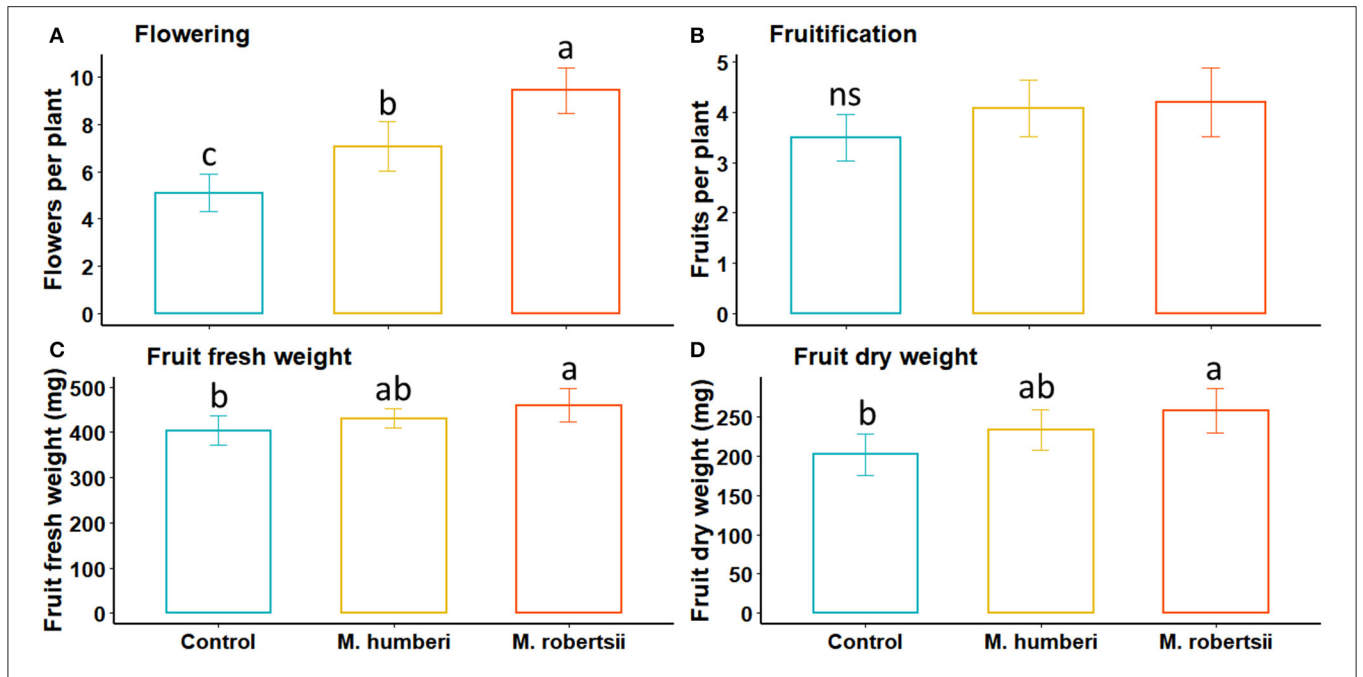 A Flowering
Flowers per plant
10
8
6
4
2
0
c
b
a
B Fruitification
Fruits per plant
5
4
3
2
1
0
ns
C Fruit fresh weight
Fruit fresh weight (mg)
500
400
300
200
100
0
b
ab
a
Control M. humberi M. robertsii
D Fruit dry weight
Fruit dry weight (mg)
250
200
150
100
50
0
b
ab
a
Control M. humberi M. robertsii